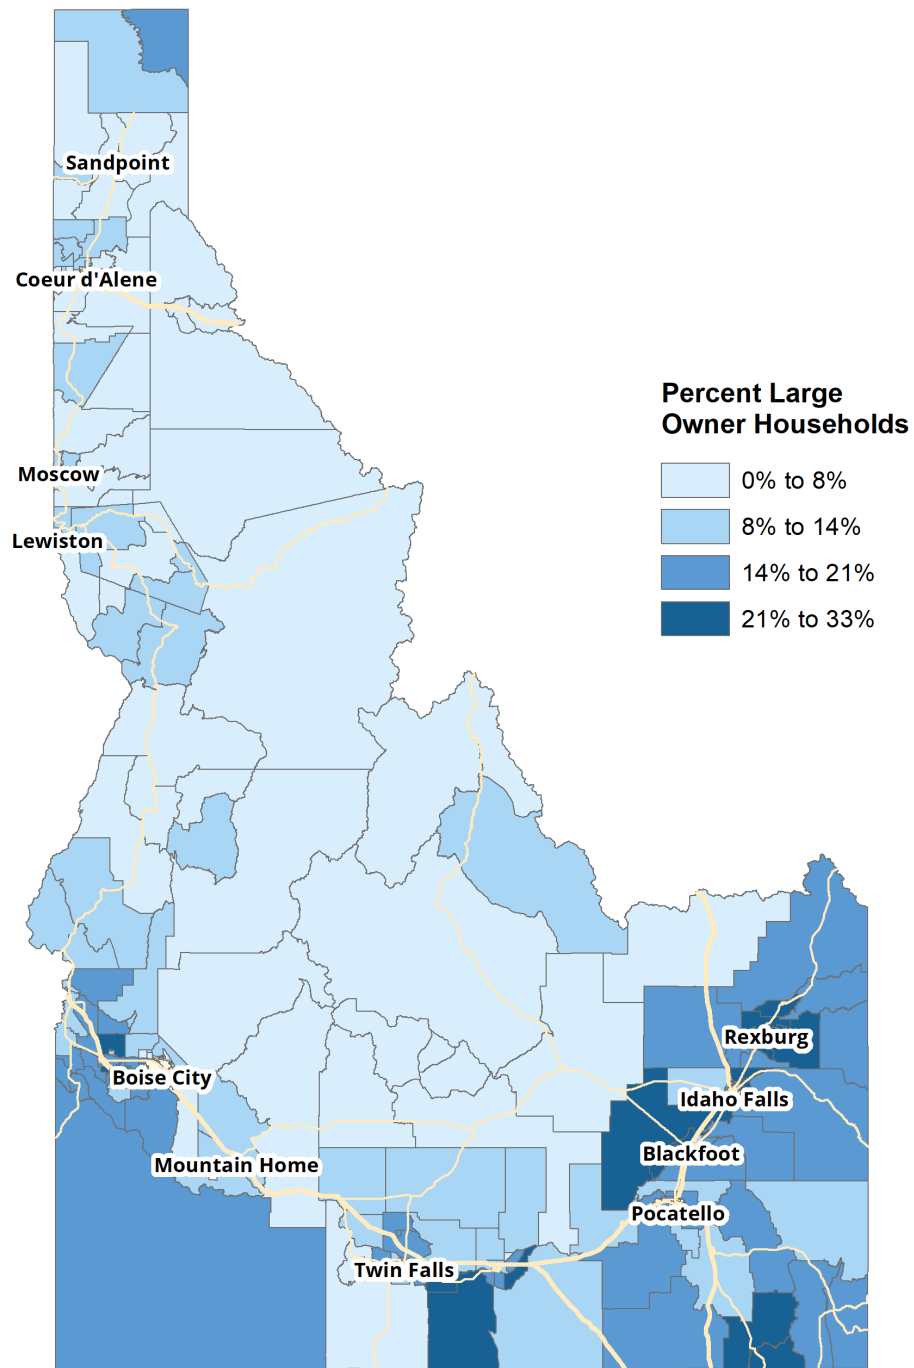 Sandpoint
Coeur d'Alene
Percent Large
Owner Households
0% to 8%
Moscow
8% to 14%
Lewiston
14% to 21%
21% to 33%
Rexburg
Boise City
Idaho Falls
Blackfoot
Mountain Home
Pocatello
Twin Falls